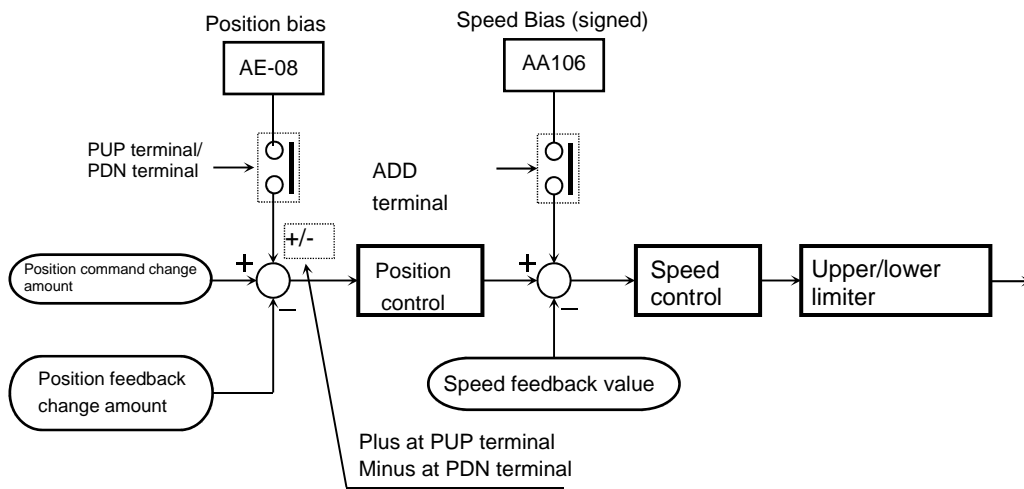 Position bias
Speed Bias (signed)
AE-08
AA106
PUP terminal/
PDN terminal
ADD
terminal
+/-
+
Position command change
amount
−
Position
control
+
−
Speed
control
Upper/lower
limiter
Position feedback
change amount
Speed feedback value
Plus at PUP terminal
Minus at PDN terminal